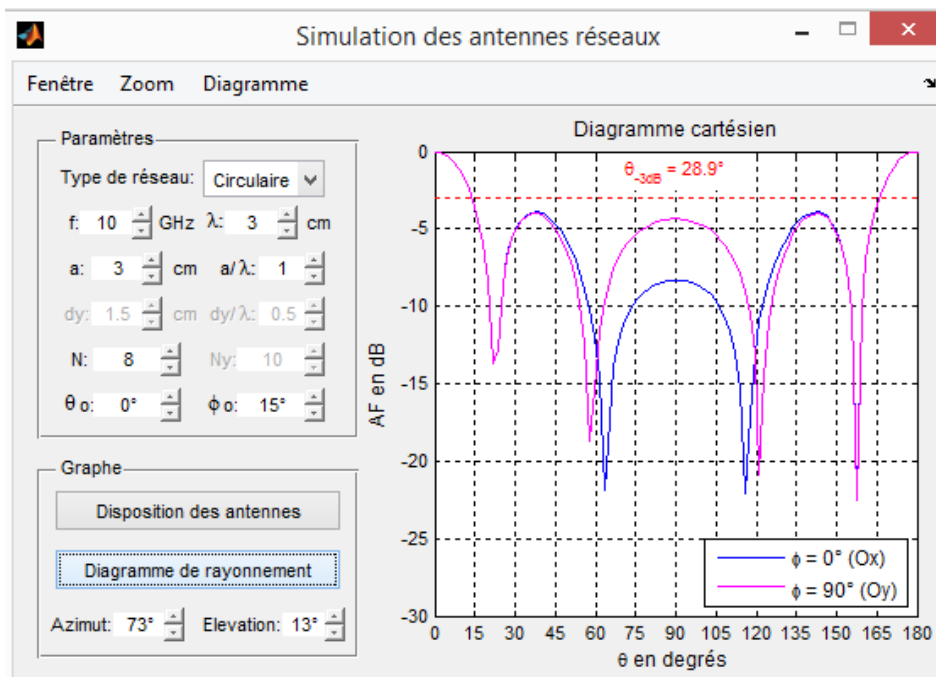 Simulation des antennes réseaux
Fenêtre Zoom Diagramme
Paramètres
Type de réseau: Circulaire
f: 10 GHz λ: 3 cm
a: 3 cm a/λ: 1
dy: 1.5 cm dy/λ: 0.5
N: 8 Ny: 10
θo: 0° ϕo: 15°
Graphe
Disposition des antennes
Diagramme de rayonnement
Azimut: 73° Elevation: 13°
Diagramme cartésien
θ-3dB = 28.9°
AF en dB
0
-5
-10
-15
-20
-25
-30
0 15 30 45 60 75 90 105 120 135 150 165 180
θ en degrés
ϕ = 0° (Ox)
ϕ = 90° (Oy)